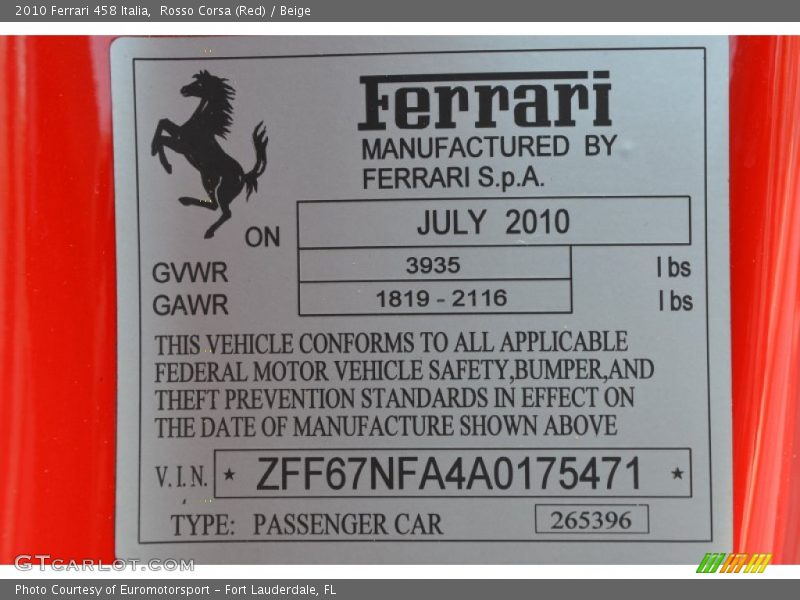 2010 Ferrari 458 Italia, Rosso Corsa (Red) / Beige
Ferrari
MANUFACTURED BY
FERRARI S.p.A.
ON JULY 2010
GVWR 3935 lbs
GAWR 1819 - 2116 lbs
THIS VEHICLE CONFORMS TO ALL APPLICABLE
FEDERAL MOTOR VEHICLE SAFETY,BUMPER,AND
THEFT PREVENTION STANDARDS IN EFFECT ON
THE DATE OF MANUFACTURE SHOWN ABOVE
V.I.N. ★ ZFF67NFA4A0175471 ★
TYPE: PASSENGER CAR 265396
GTCARLOT.COM
Photo Courtesy of Euromotorsport - Fort Lauderdale, FL